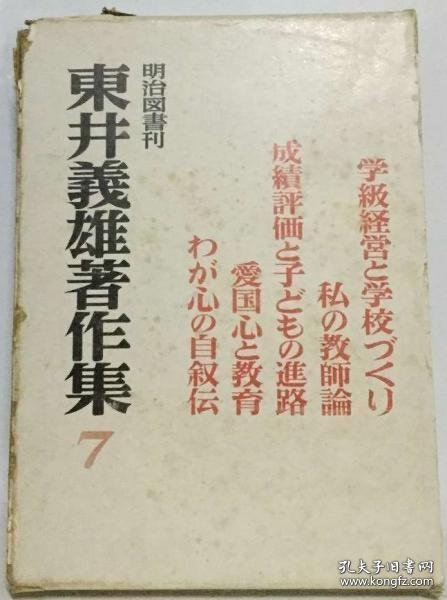 学級経営と学校づくり
私の教師論
成績評価と子どもの進路
愛国心と教育
わが心の自叙伝
明治図書刊
東井義雄著作集
7
孔夫子旧书网
book.kongfz.com